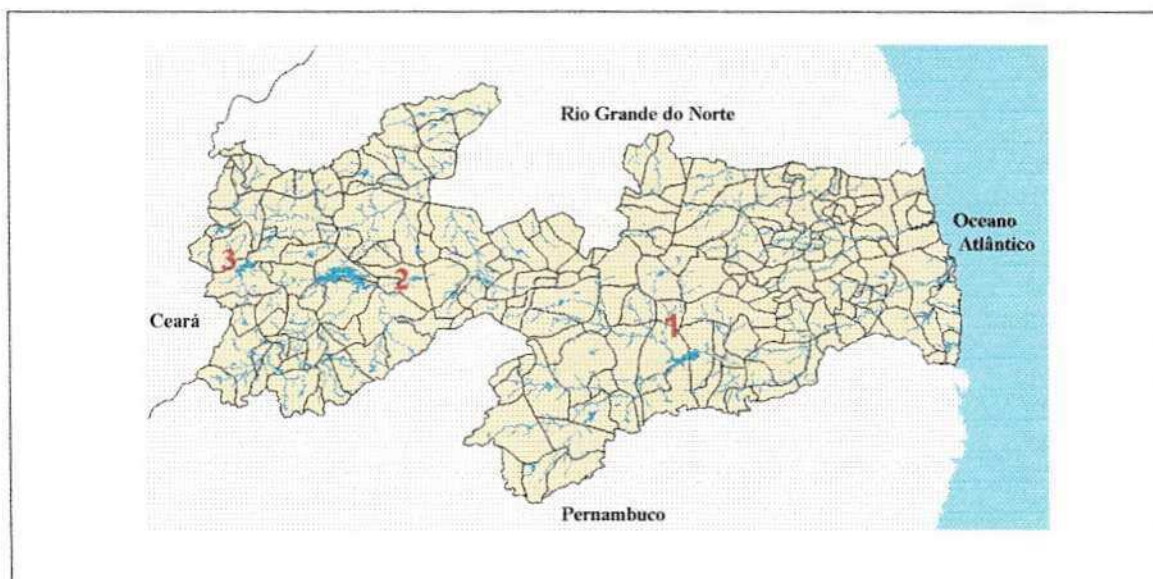 Rio Grande do Norte
Oceano
Atlântico
3
2
Ceará
1
Pernambuco